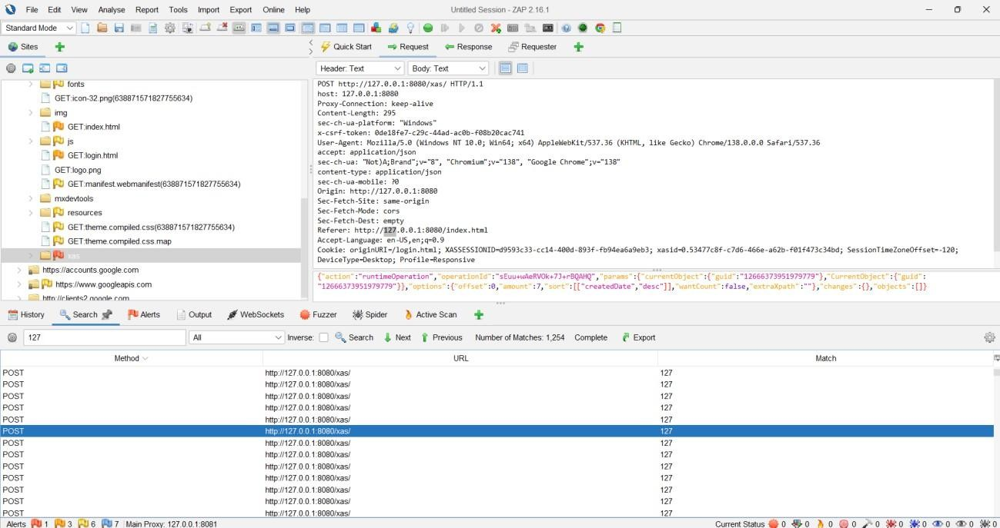 File Edit View Analyse Report Tools Import Export Online Help Untitled Session - ZAP 2.16.1
Standard Mode
Sites Quick Start Request Response Requester
Header: Text Body: Text
fonts
GET:icon-32.png(638871571827755634)
img
GET:index.html
js
GET:login.html
GET:logo.png
GET:manifest.webmanifest(638871571827755634)
mxdevtools
resources
GET:theme.compiled.css(638871571827755634)
GET:theme.compiled.css.map
xas
https://accounts.google.com
https://www.googleapis.com
http://clients2.google.com
POST http://127.0.0.1:8080/xas/ HTTP/1.1
host: 127.0.0.1:8080
Proxy-Connection: keep-alive
Content-Length: 295
sec-ch-ua-platform: "Windows"
x-csrf-token: 0de18fe7-c29c-44ad-ac0b-f08b20cac741
User-Agent: Mozilla/5.0 (Windows NT 10.0; Win64; x64) AppleWebKit/537.36 (KHTML, like Gecko) Chrome/138.0.0.0 Safari/537.36
accept: application/json
sec-ch-ua: "Not)A;Brand";v="8", "Chromium";v="138", "Google Chrome";v="138"
content-type: application/json
sec-ch-ua-mobile: ?0
Origin: http://127.0.0.1:8080
Sec-Fetch-Site: same-origin
Sec-Fetch-Mode: cors
Sec-Fetch-Dest: empty
Referer: http://127.0.0.1:8080/index.html
Accept-Language: en-US,en;q=0.9
Cookie: originURI=/login.html; XASSESSIONID=d9593c33-cc14-400d-893f-fb94ea6a9eb3; xasid=0.53477c8f-c7d6-466e-a62b-f01f473c34bd; SessionTimeZoneOffset=-120;
DeviceType=Desktop; Profile=Responsive
{"action":"runtimeOperation","operationId":"sEuu+wAeRVOk+7J+rBQAHQ","params":{"currentObject":{"guid":"12666373951979779"},"CurrentObject":{"guid":
"12666373951979779"}},"options":{"offset":0,"amount":7,"sort":[["createdDate","desc"]],"wantCount":false,"extraXpath":""},"changes":{},"objects":[]}
History Search Alerts Output WebSockets Fuzzer Spider Active Scan
127 All Inverse: Search Next Previous Number of Matches: 1,254 Complete Export
Method URL Match
POST http://127.0.0.1:8080/xas/ 127
POST http://127.0.0.1:8080/xas/ 127
POST http://127.0.0.1:8080/xas/ 127
POST http://127.0.0.1:8080/xas/ 127
POST http://127.0.0.1:8080/xas/ 127
POST http://127.0.0.1:8080/xas/ 127
POST http://127.0.0.1:8080/xas/ 127
POST http://127.0.0.1:8080/xas/ 127
POST http://127.0.0.1:8080/xas/ 127
POST http://127.0.0.1:8080/xas/ 127
POST http://127.0.0.1:8080/xas/ 127
POST http://127.0.0.1:8080/xas/ 127
POST http://127.0.0.1:8080/xas/ 127
Alerts 1 3 6 7 Main Proxy: 127.0.0.1:8081 Current Status 0 0 0 0 0 0 0 0 0 0